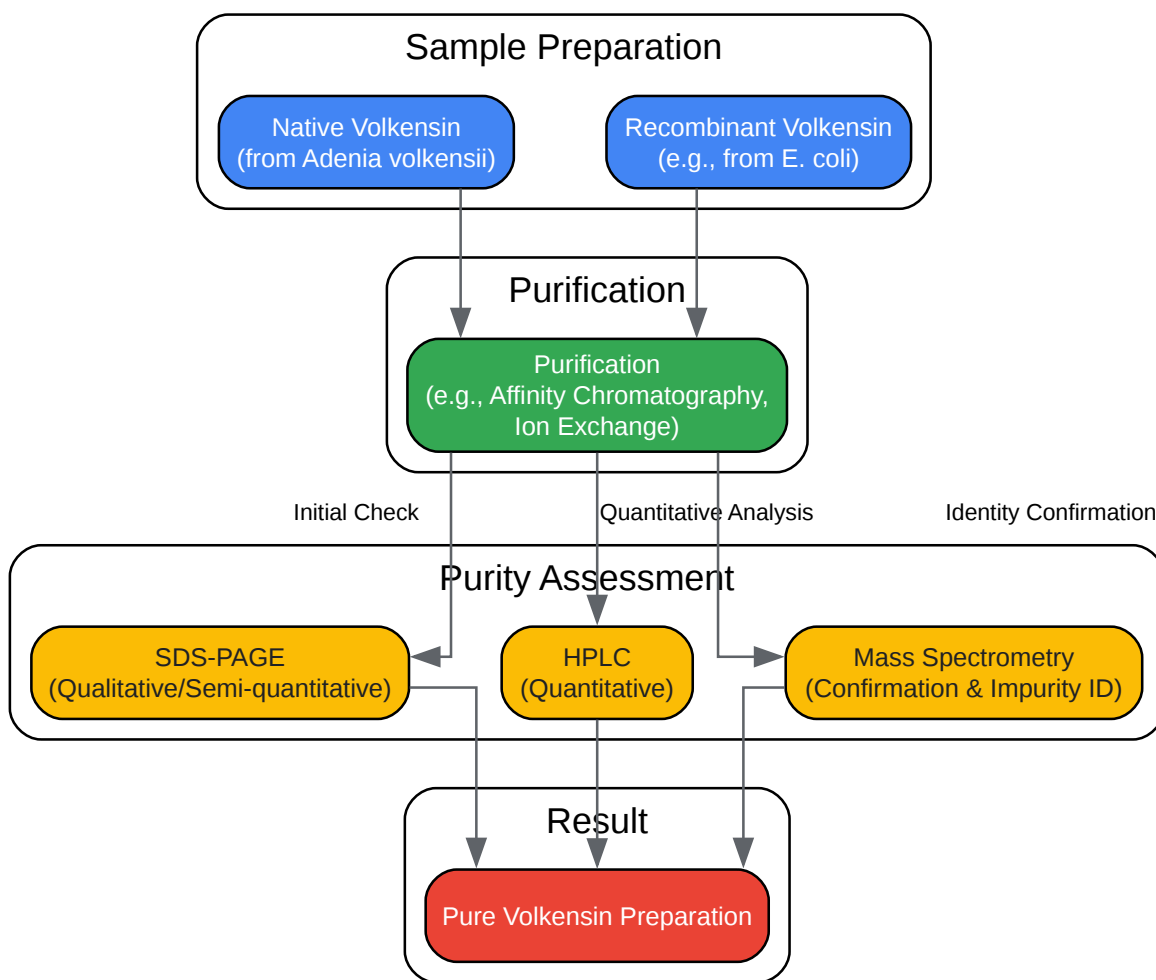 Sample Preparation
Native Volkensin
(from Adenia volkensii)
Recombinant Volkensin
(e.g., from E. coli)
Purification
Purification
(e.g., Affinity Chromatography,
Ion Exchange)
Initial Check
Quantitative Analysis
Identity Confirmation
Purity Assessment
SDS-PAGE
(Qualitative/Semi-quantitative)
HPLC
(Quantitative)
Mass Spectrometry
(Confirmation & Impurity ID)
Result
Pure Volkensin Preparation